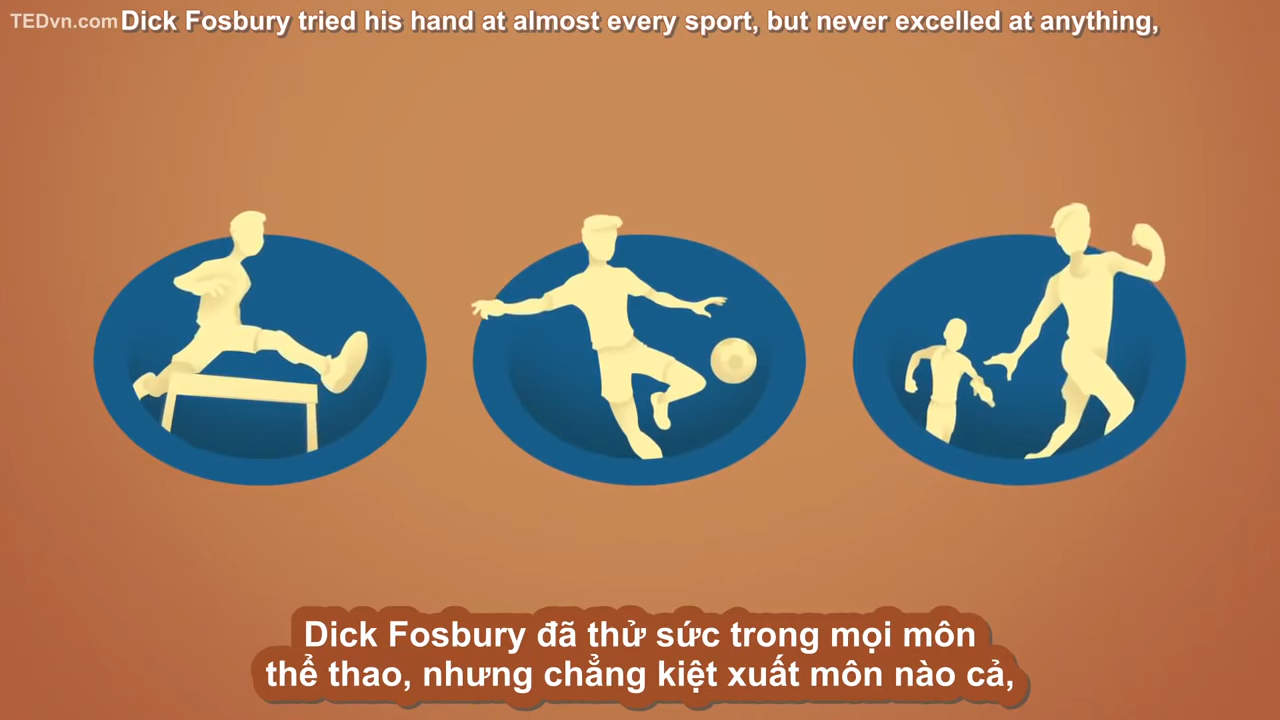 TEDvn.com
Dick Fosbury tried his hand at almost every sport, but never excelled at anything,
Dick Fosbury đã thử sức trong mọi môn
thể thao, nhưng chẳng kiệt xuất môn nào cả,